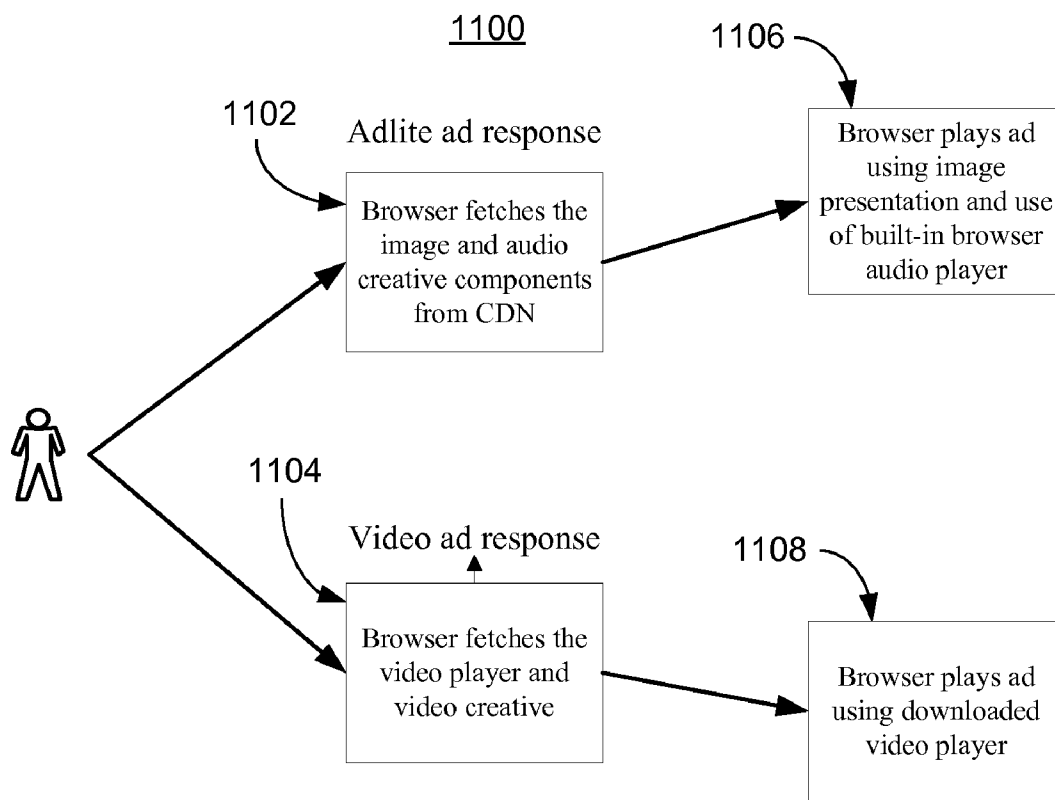 1100
1102
Adlite ad response
Browser fetches the
image and audio
creative components
from CDN
1106
Browser plays ad
using image
presentation and use
of built-in browser
audio player
1104
Video ad response
Browser fetches the
video player and
video creative
1108
Browser plays ad
using downloaded
video player